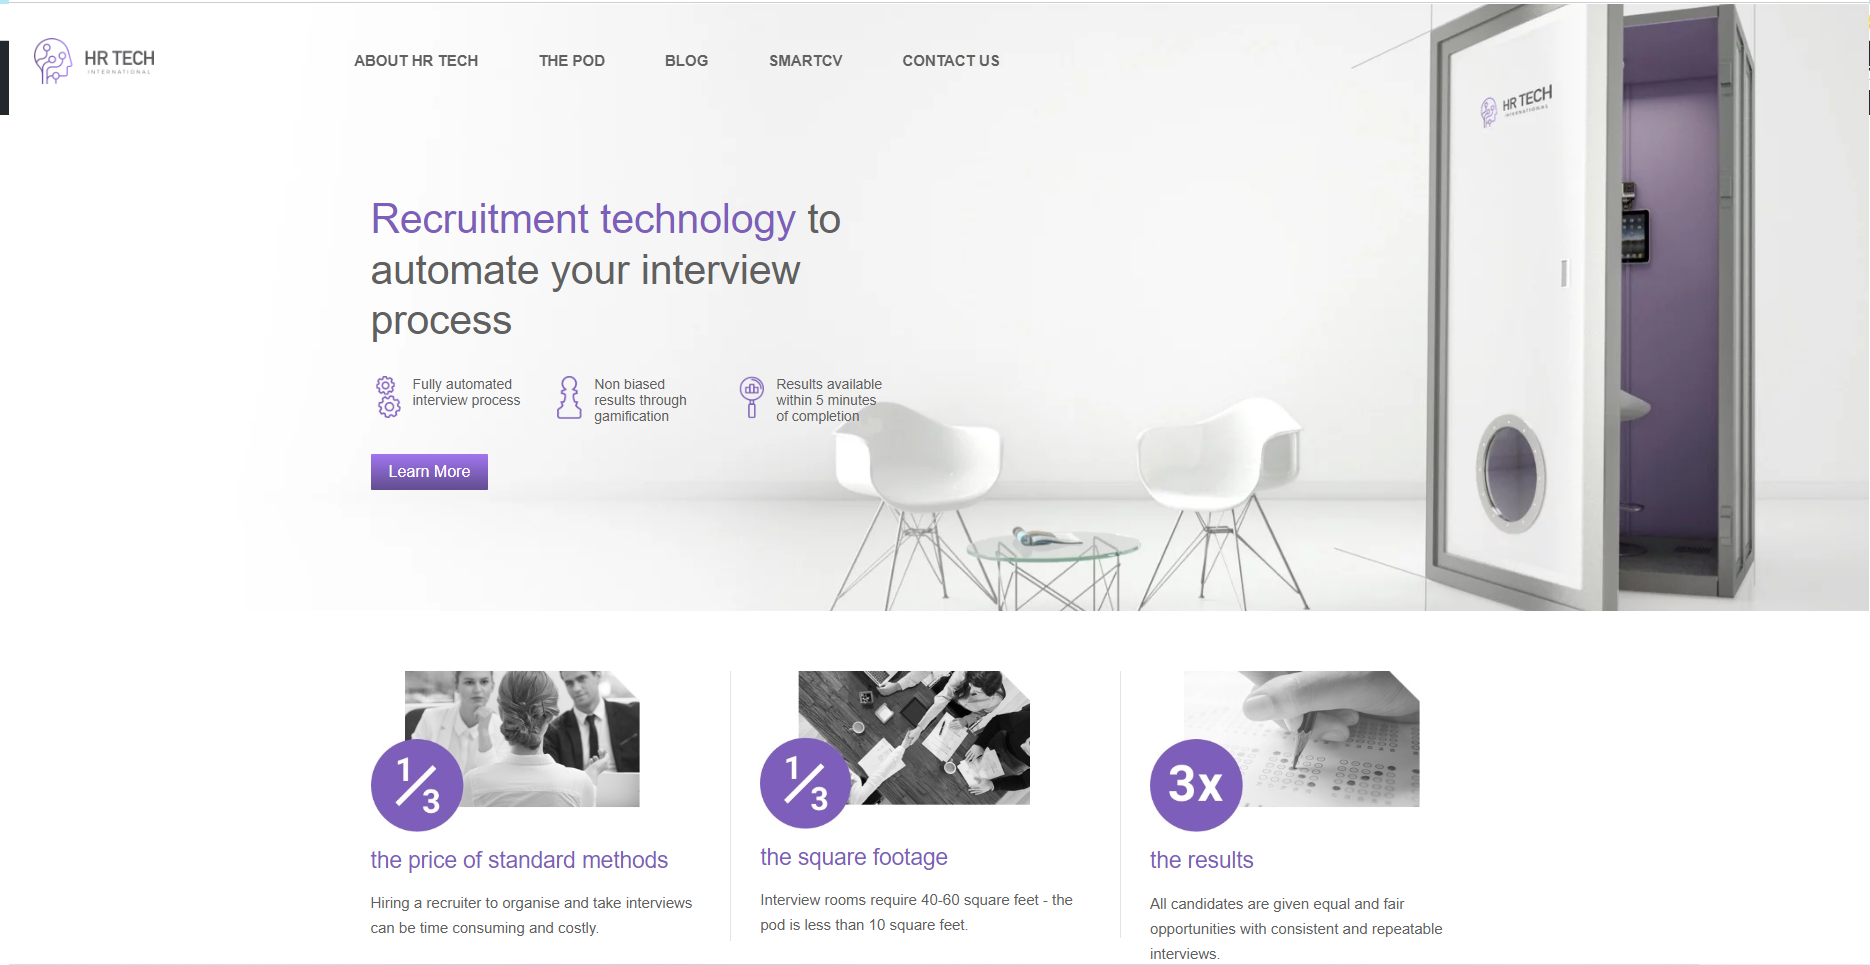 HR TECH
INTERNATIONAL
ABOUT HR TECH
THE POD
BLOG
SMARTCV
CONTACT US
HR TECH
INTERNATIONAL
Recruitment technology to
automate your interview
process
Fully automated
interview process
Non biased
results through
gamification
Results available
within 5 minutes
of completion
Learn More
1/3
the price of standard methods
Hiring a recruiter to organise and take interviews
can be time consuming and costly.
1/3
the square footage
Interview rooms require 40-60 square feet - the
pod is less than 10 square feet.
3x
the results
All candidates are given equal and fair
opportunities with consistent and repeatable
interviews.